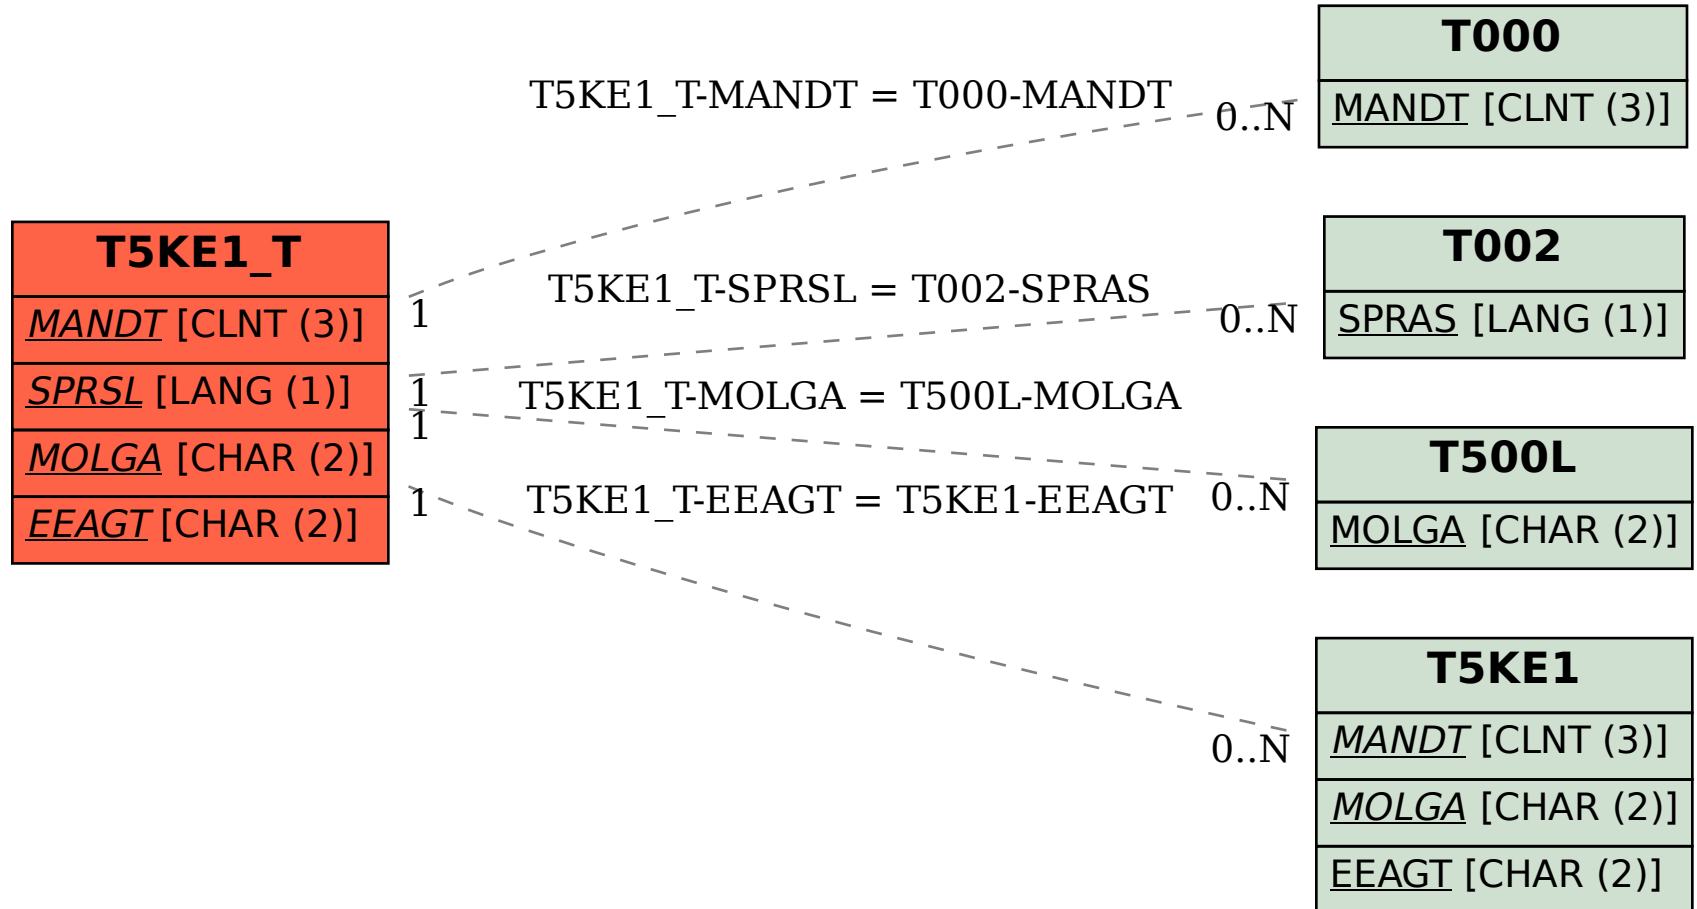 T5KE1_T
MANDT [CLNT (3)]
SPRSL [LANG (1)]
MOLGA [CHAR (2)]
EEAGT [CHAR (2)]
T5KE1_T-MANDT = T000-MANDT
1
0..N
T5KE1_T-SPRSL = T002-SPRAS
1
0..N
T5KE1_T-MOLGA = T500L-MOLGA
1
0..N
T5KE1_T-EEAGT = T5KE1-EEAGT
1
0..N
T000
MANDT [CLNT (3)]
T002
SPRAS [LANG (1)]
T500L
MOLGA [CHAR (2)]
T5KE1
MANDT [CLNT (3)]
MOLGA [CHAR (2)]
EEAGT [CHAR (2)]